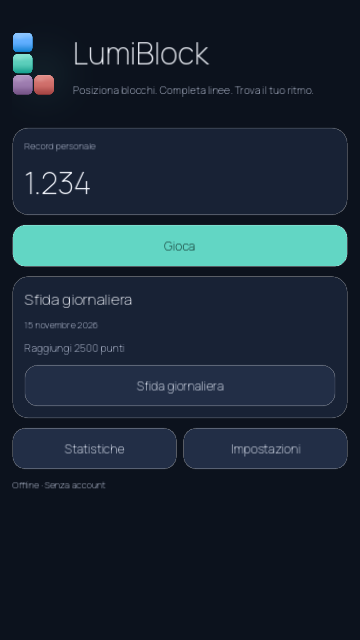 LumiBlock
Posiziona blocchi. Completa linee. Trova il tuo ritmo.
Record personale
1.234
Gioca
Sfida giornaliera
15 novembre 2026
Raggiungi 2500 punti
Sfida giornaliera
Statistiche
Impostazioni
Offline · Senza account